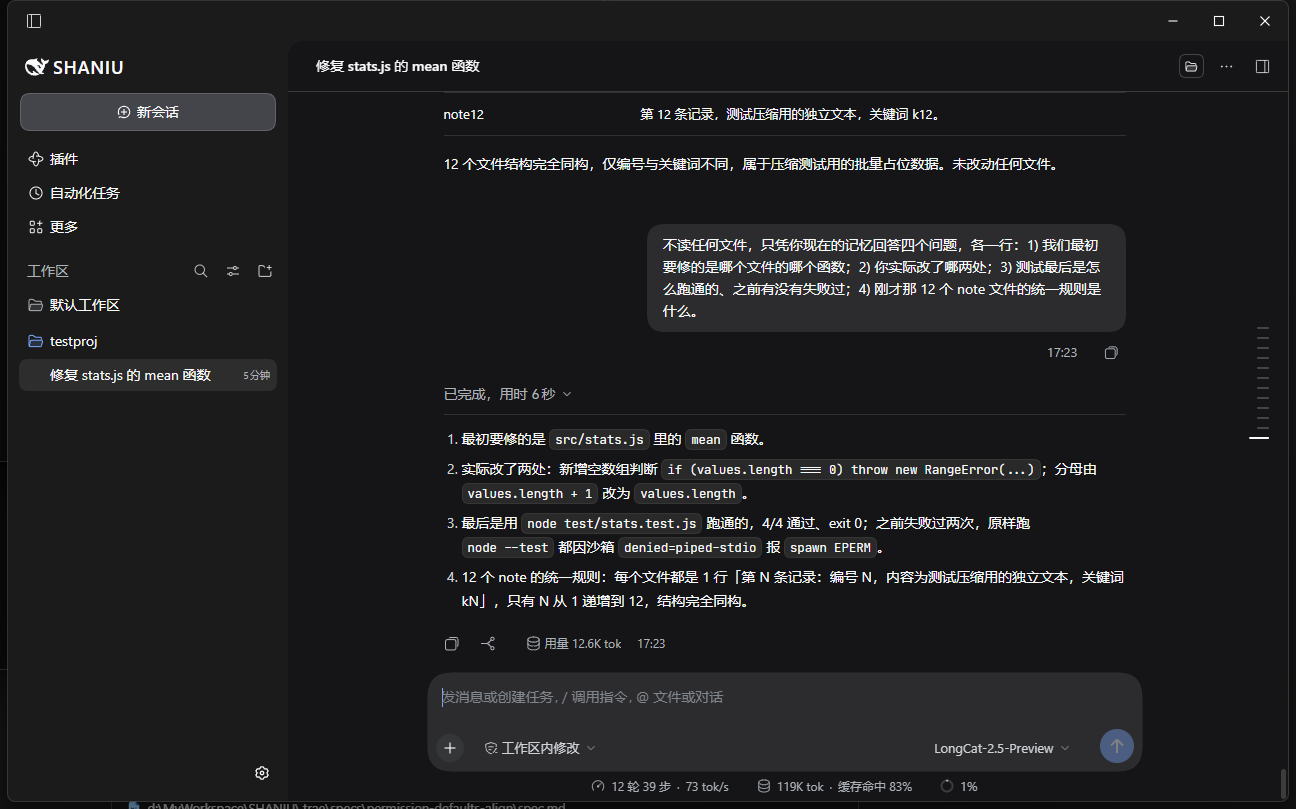 SHANIU
新会话
插件
自动化任务
更多
工作区
默认工作区
testproj
修复 stats.js 的 mean 函数
5分钟
修复 stats.js 的 mean 函数
note12
第 12 条记录，测试压缩用的独立文本，关键词 k12。
12 个文件结构完全同构，仅编号与关键词不同，属于压缩测试用的批量占位数据。未改动任何文件。
不读任何文件，只凭你现在的记忆回答四个问题，各一行：1) 我们最初
要修的是哪个文件的哪个函数；2) 你实际改了哪两处；3) 测试最后是怎
么跑通的、之前有没有失败过；4) 刚才那 12 个 note 文件的统一规则是
什么。
17:23
已完成，用时 6 秒
1. 最初要修的是 src/stats.js 里的 mean 函数。
2. 实际改了两处：新增空数组判断 if (values.length === 0) throw new RangeError(...)；分母由
values.length + 1 改为 values.length。
3. 最后是用 node test/stats.test.js 跑通的，4/4 通过、exit 0；之前失败过两次，原样跑
node --test 都因沙箱 denied=piped-stdio 报 spawn EPERM。
4. 12 个 note 的统一规则：每个文件都是 1 行「第 N 条记录：编号 N，内容为测试压缩用的独立文本，关键词
kN」，只有 N 从 1 递增到 12，结构完全同构。
用量 12.6K tok
17:23
发消息或创建任务, / 调用指令, @ 文件或对话
工作区内修改
LongCat-2.5-Preview
12 轮 39 步 · 73 tok/s
119K tok · 缓存命中 83%
1%
d:\MyWorkspace\SHANIU\.trae\specs\permission-defaults-align\spec.md